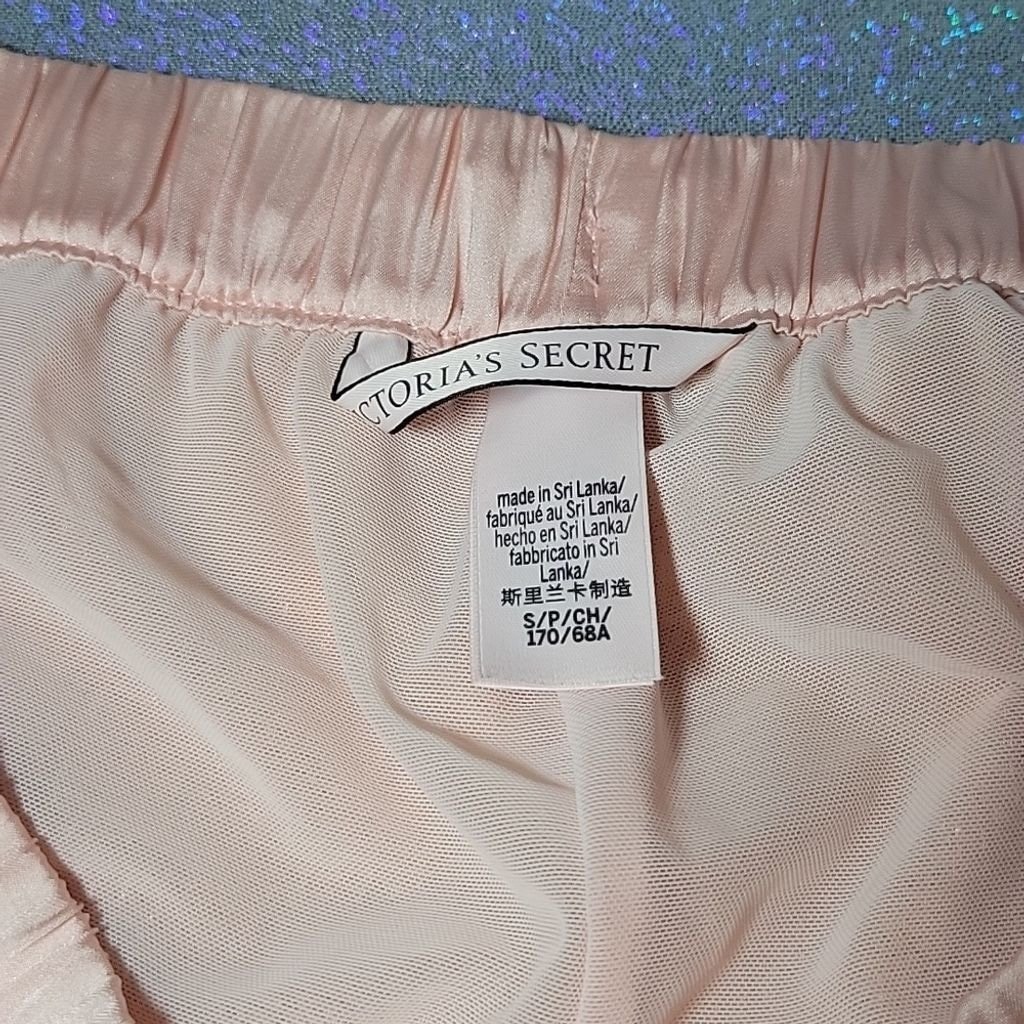 CTORIA'S SECRET
made in Sri Lanka/
fabriqué au Sri Lanka/
hecho en Sri Lanka/
fabbricato in Sri
Lanka/
斯里兰卡制造
S/P/CH/
170/68A